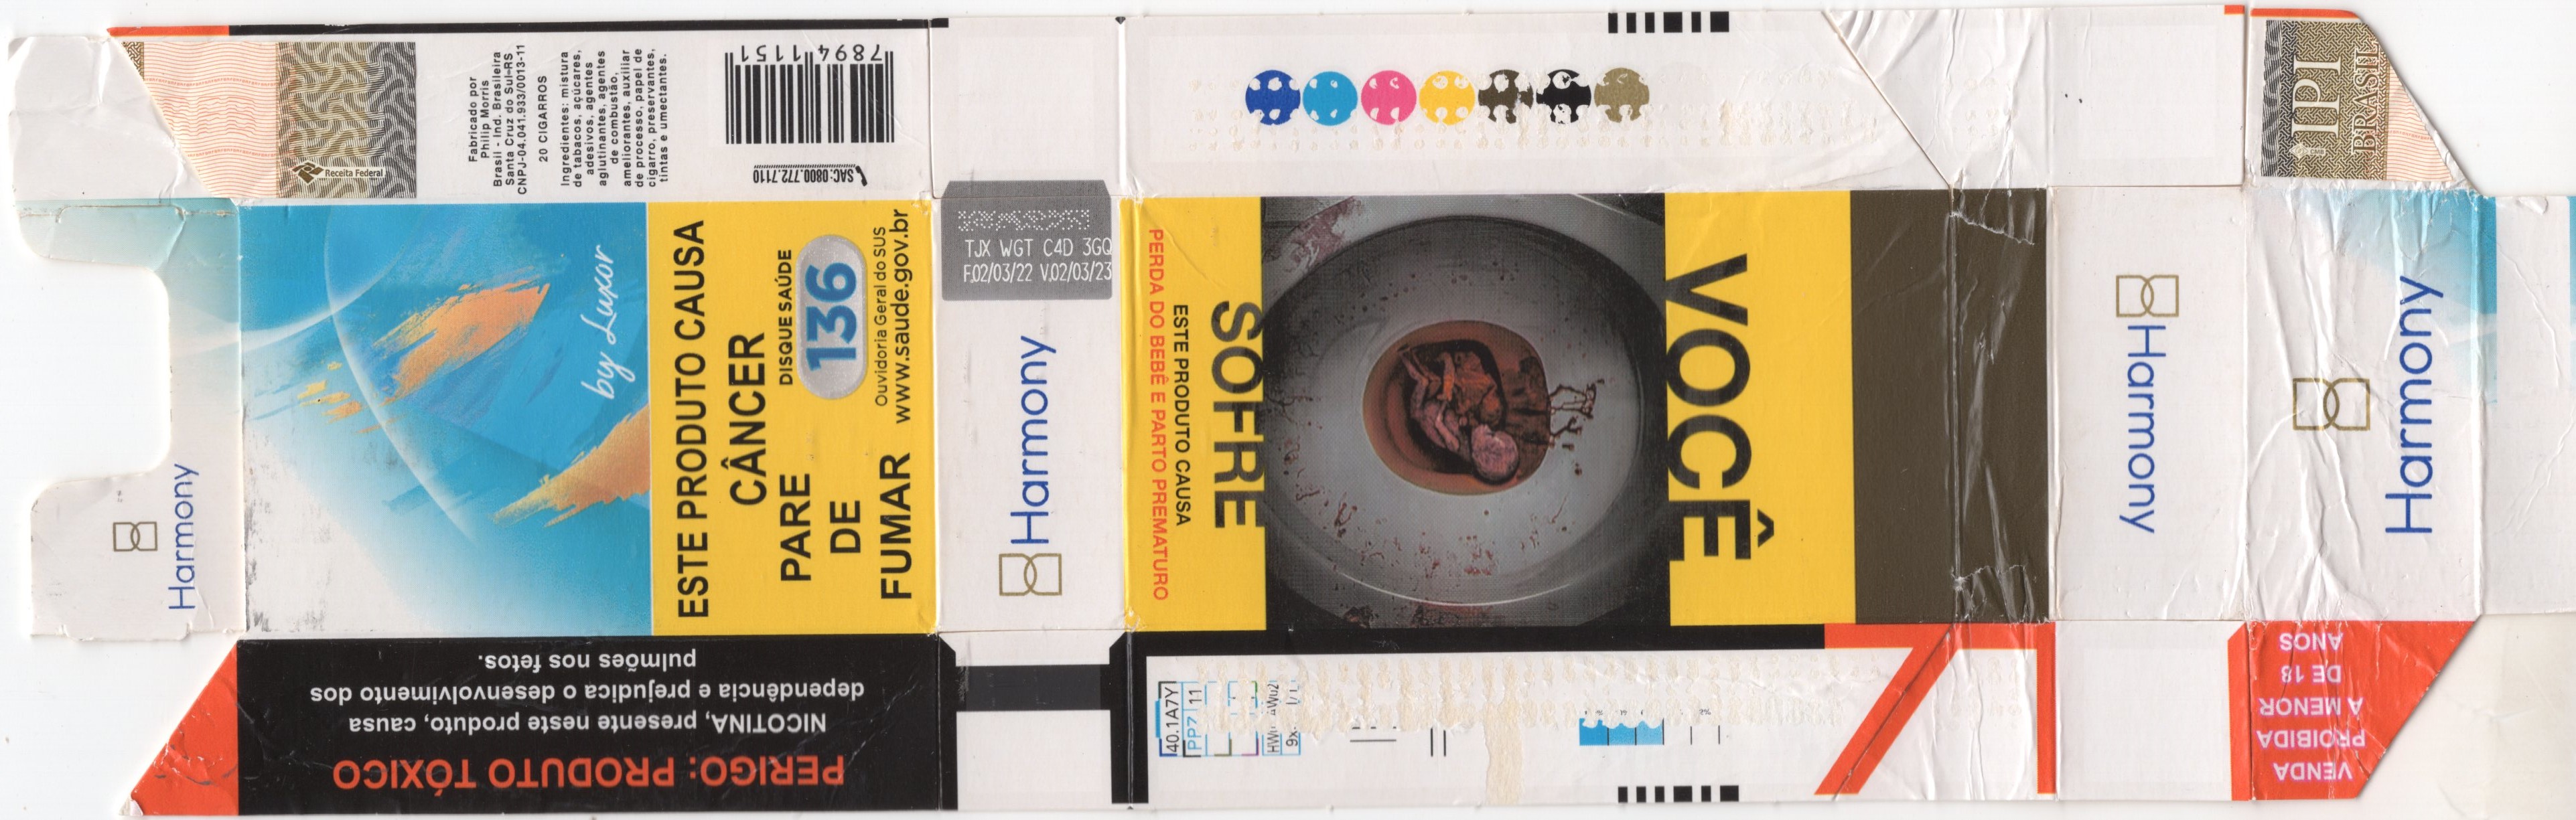 Harmony
by Luxor
ESTE PRODUTO CAUSA
CÂNCER
PARE
DE
FUMAR
DISQUE SAÚDE
136
Ouvidoria Geral do SUS
www.saude.gov.br
Receita Federal
Fabricado por
Philip Morris
Brasil - Ind. Brasileira
Santa Cruz do Sul-RS
CNPJ-04.041.933/0013-11
20 CIGARROS
Ingredientes: mistura
de tabacos, açúcares,
adesivos, agentes
aglutinantes, agentes
de combustão,
ameliorantes, auxiliar
de processo, papel de
cigarro, preservantes,
tintas e umectantes.
78941151
SAC: 0800.772.7110
PERIGO: PRODUTO TÓXICO
NICOTINA, presente neste produto, causa
dependência e prejudica o desenvolvimento dos
pulmões nos fetos.
TJX WGT C4D 3GQ
F.02/03/22 V.02/03/23
Harmony
VOCÊ
SOFRE
ESTE PRODUTO CAUSA
PERDA DO BEBÊ E PARTO PREMATURO
40.1A7Y
PP7 11
Harmony
Harmony
IPI
BRASIL
VENDA
PROIBIDA
A MENOR
DE 18
ANOS